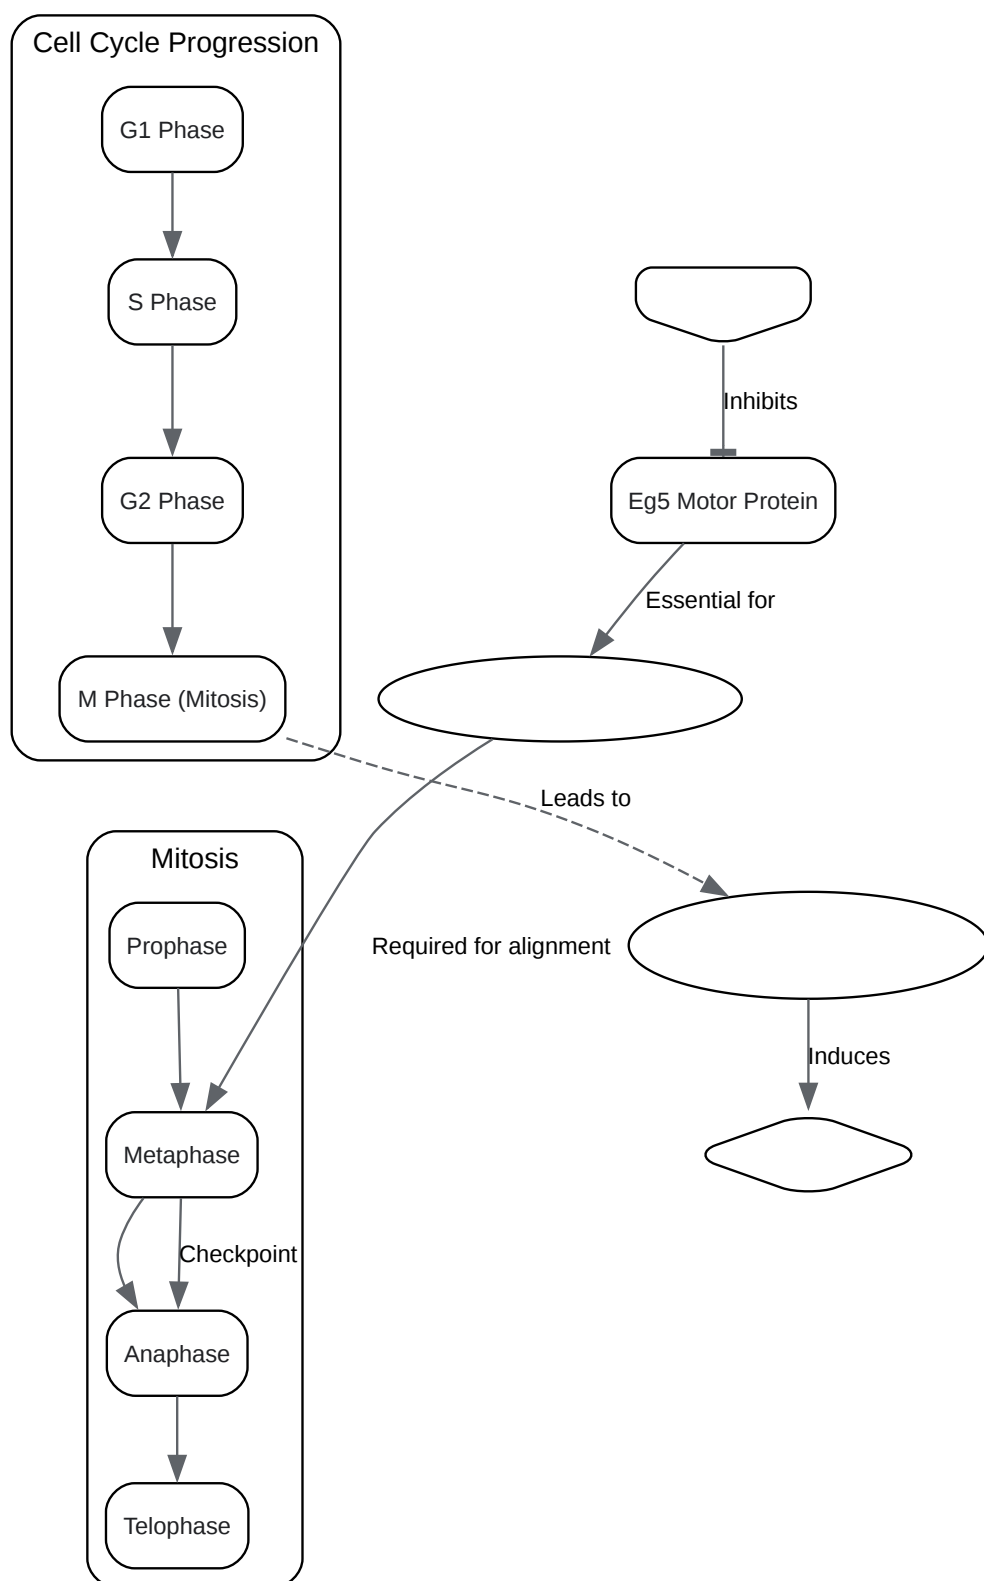 Cell Cycle Progression
G1 Phase
S Phase
G2 Phase
M Phase (Mitosis)
Inhibits
Eg5 Motor Protein
Essential for
Leads to
Required for alignment
Induces
Mitosis
Prophase
Metaphase
Checkpoint
Anaphase
Telophase